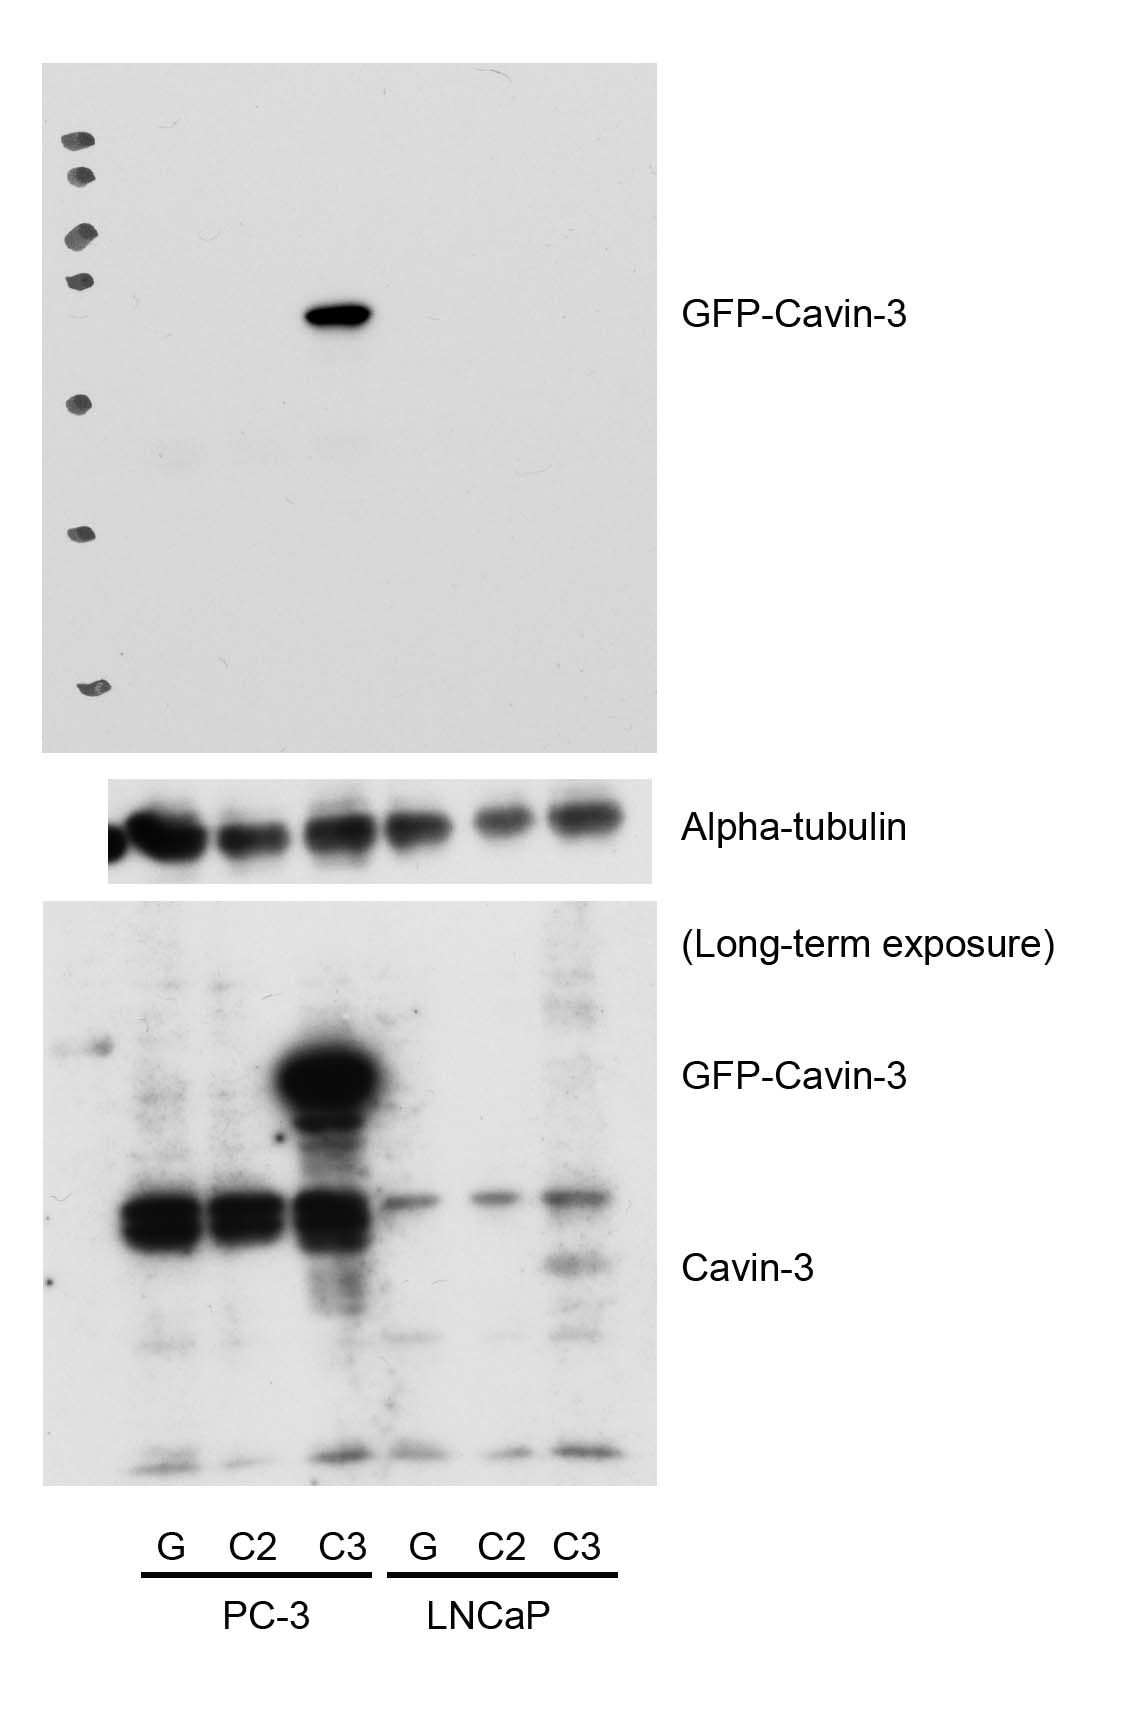 GFP-Cavin-3
Alpha-tubulin
(Long-term exposure)
GFP-Cavin-3
Cavin-3
G C2 C3 G C2 C3
PC-3 LNCaP